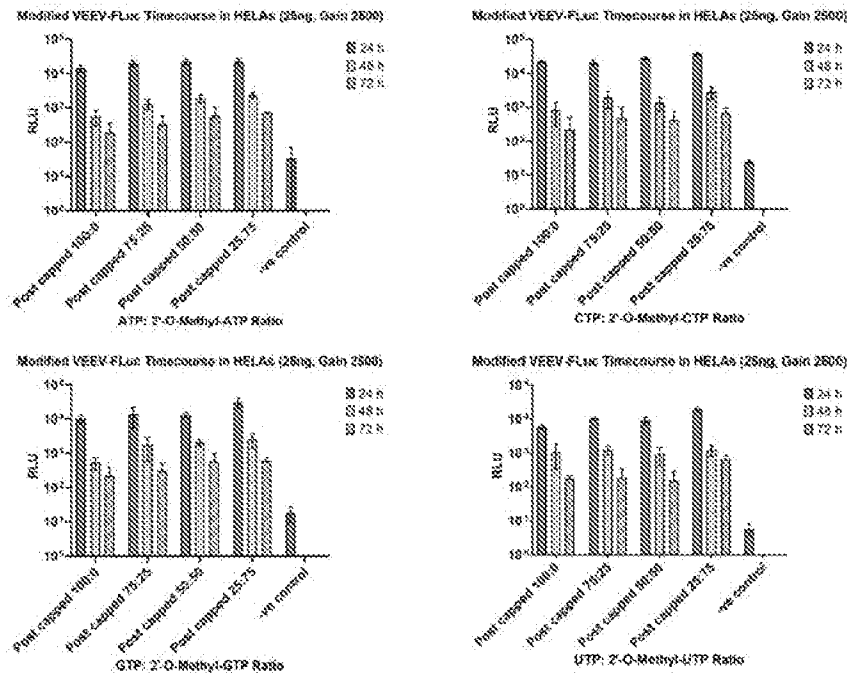 Modified VEEV-FLuc Timecourse in HELAs (25ng, Gain 2500)
RLU
24 h
48 h
72 h
Post capped 100:0
Post capped 75:25
Post capped 50:50
Post capped 25:75
-ve control
ATP: 2'-O-Methyl-ATP Ratio
Modified VEEV-FLuc Timecourse in HELAs (25ng, Gain 2500)
RLU
24 h
48 h
72 h
Post capped 100:0
Post capped 75:25
Post capped 50:50
Post capped 25:75
-ve control
CTP: 2'-O-Methyl-CTP Ratio
Modified VEEV-FLuc Timecourse in HELAs (25ng, Gain 2500)
RLU
24 h
48 h
72 h
Post capped 100:0
Post capped 75:25
Post capped 50:50
Post capped 25:75
-ve control
GTP: 2'-O-Methyl-GTP Ratio
Modified VEEV-FLuc Timecourse in HELAs (25ng, Gain 2500)
RLU
24 h
48 h
72 h
Post capped 100:0
Post capped 75:25
Post capped 50:50
Post capped 25:75
-ve control
UTP: 2'-O-Methyl-UTP Ratio